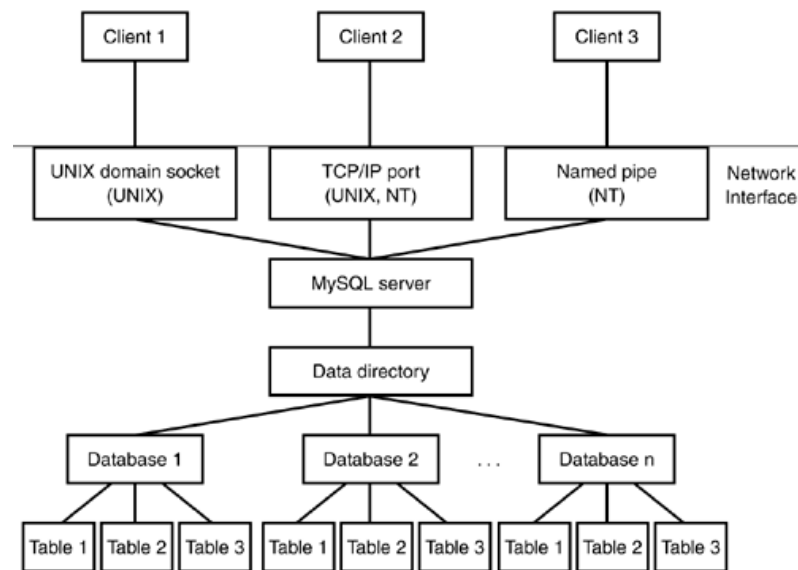 Client 1
Client 2
Client 3
UNIX domain socket
(UNIX)
TCP/IP port
(UNIX, NT)
Named pipe
(NT)
Network
Interface
MySQL server
Data directory
Database 1
Database 2
...
Database n
Table 1
Table 2
Table 3
Table 1
Table 2
Table 3
Table 1
Table 2
Table 3